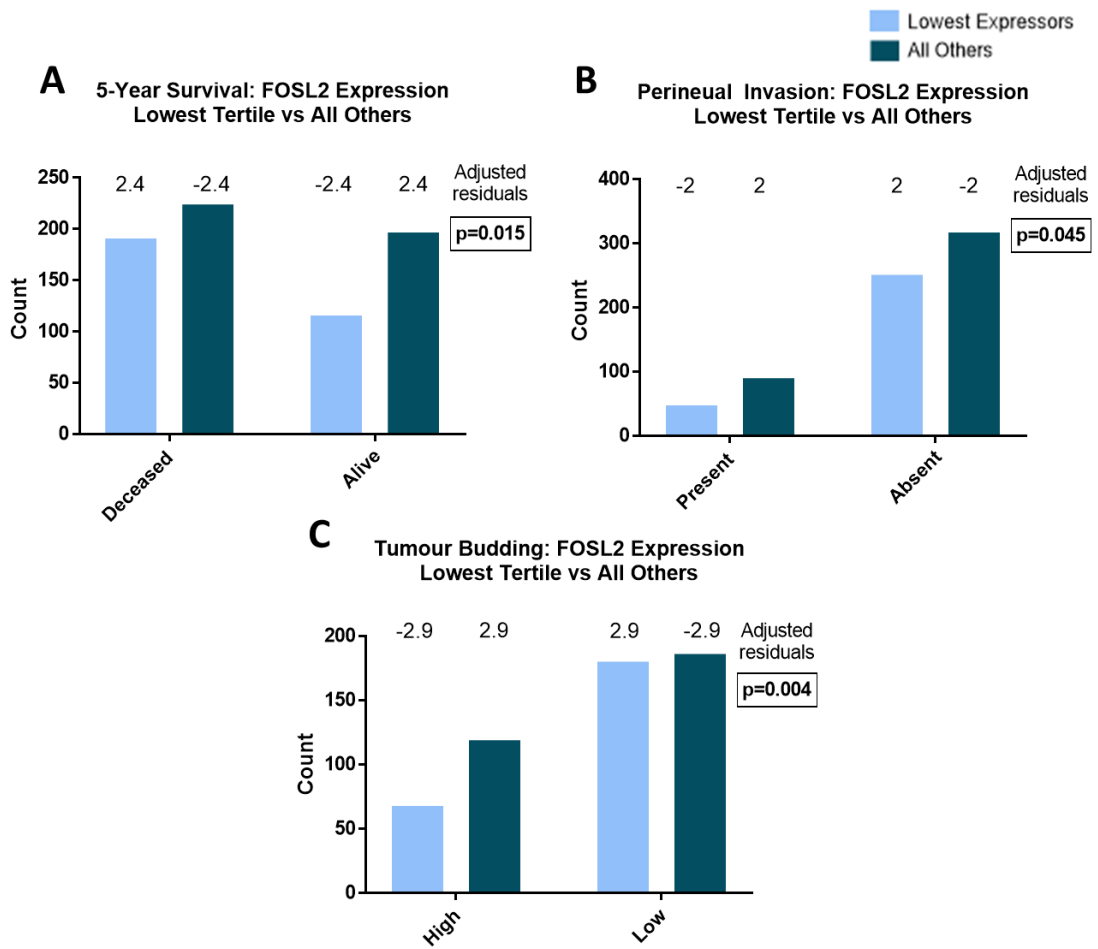 Lowest Expressors
All Others
A
5-Year Survival: FOSL2 Expression
Lowest Tertile vs All Others
250
200
150
100
50
0
Count
2.4 -2.4 -2.4 2.4
Adjusted
residuals
p=0.015
Deceased
Alive
B
Perineual Invasion: FOSL2 Expression
Lowest Tertile vs All Others
400
300
200
100
0
Count
-2 2 2 -2
Adjusted
residuals
p=0.045
Present
Absent
C
Tumour Budding: FOSL2 Expression
Lowest Tertile vs All Others
200
150
100
50
0
Count
-2.9 2.9 2.9 -2.9
Adjusted
residuals
p=0.004
High
Low